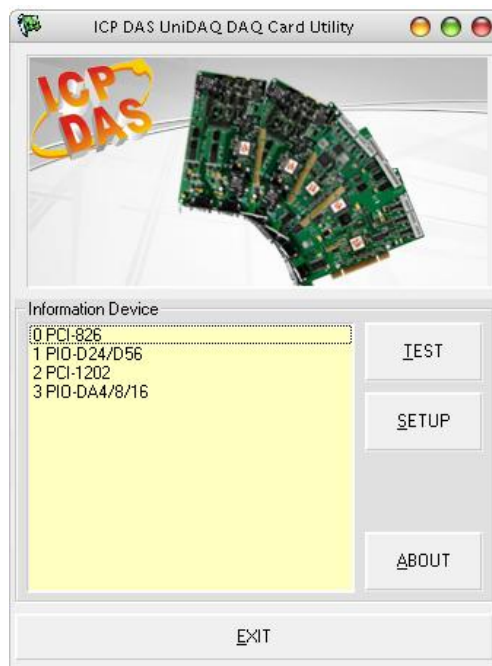 ICP DAS UniDAQ DAQ Card Utility
ICP
DAS
Information Device
0 PCI-826
1 PIO-D24/D56
2 PCI-1202
3 PIO-DA4/8/16
TEST
SETUP
ABOUT
EXIT